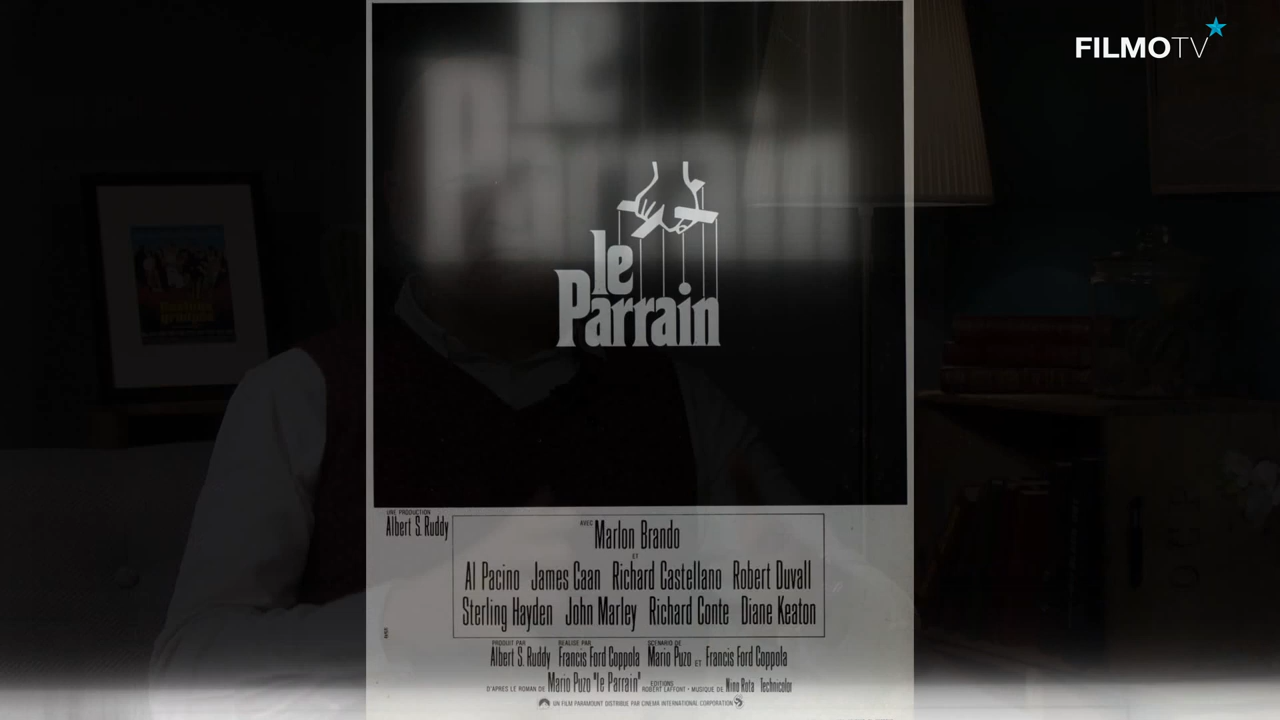 FILMOTV
le
Parrain
UNE PRODUCTION
Albert S. Ruddy
AVEC
Marlon Brando
ET
Al Pacino James Caan Richard Castellano Robert Duvall
Sterling Hayden John Marley Richard Conte Diane Keaton
PRODUIT PAR RÉALISÉ PAR SCENARIO DE
Albert S. Ruddy Francis Ford Coppola Mario Puzo ET Francis Ford Coppola
D'APRÈS LE ROMAN DE Mario Puzo "le Parrain" EDITIONS ROBERT LAFFONT • MUSIQUE DE Nino Rota Technicolor
UN FILM PARAMOUNT DISTRIBUÉ PAR CINEMA INTERNATIONAL CORPORATION